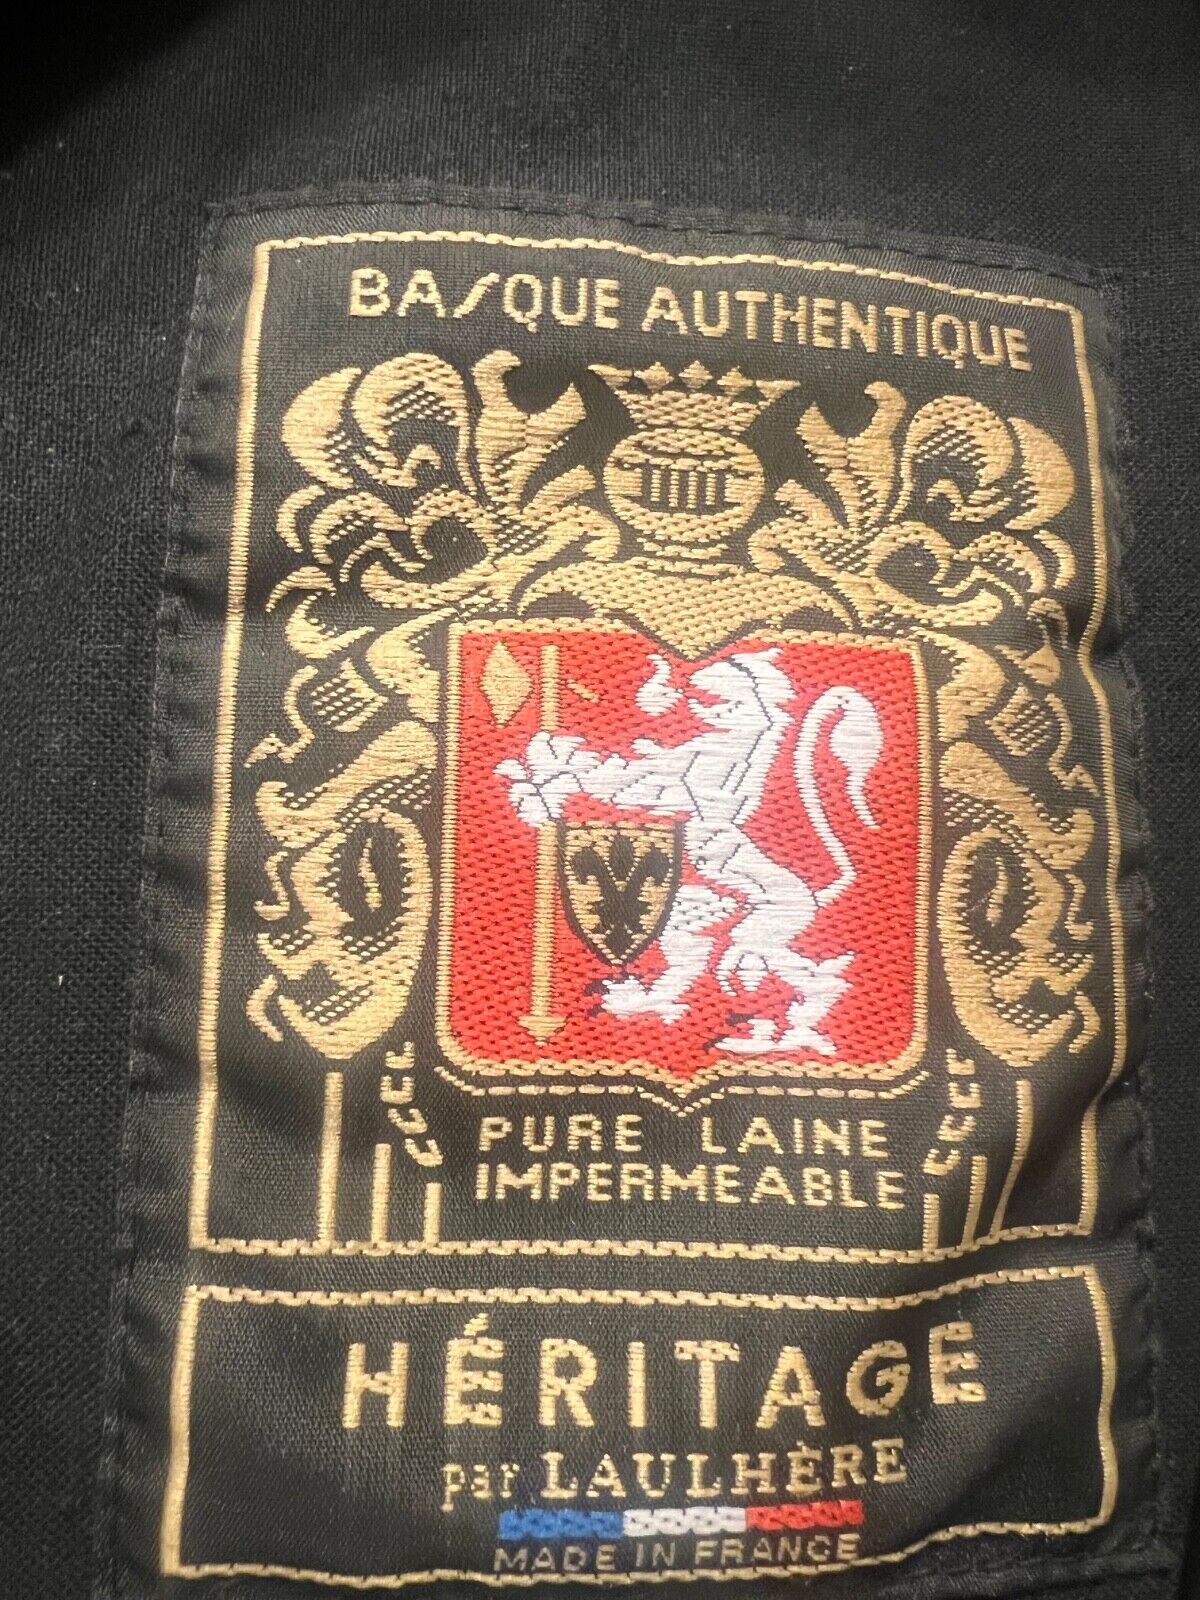 BASQUE AUTHENTIQUE
PURE LAINE
IMPERMEABLE
HÉRITAGE
par LAULHÈRE
MADE IN FRANCE